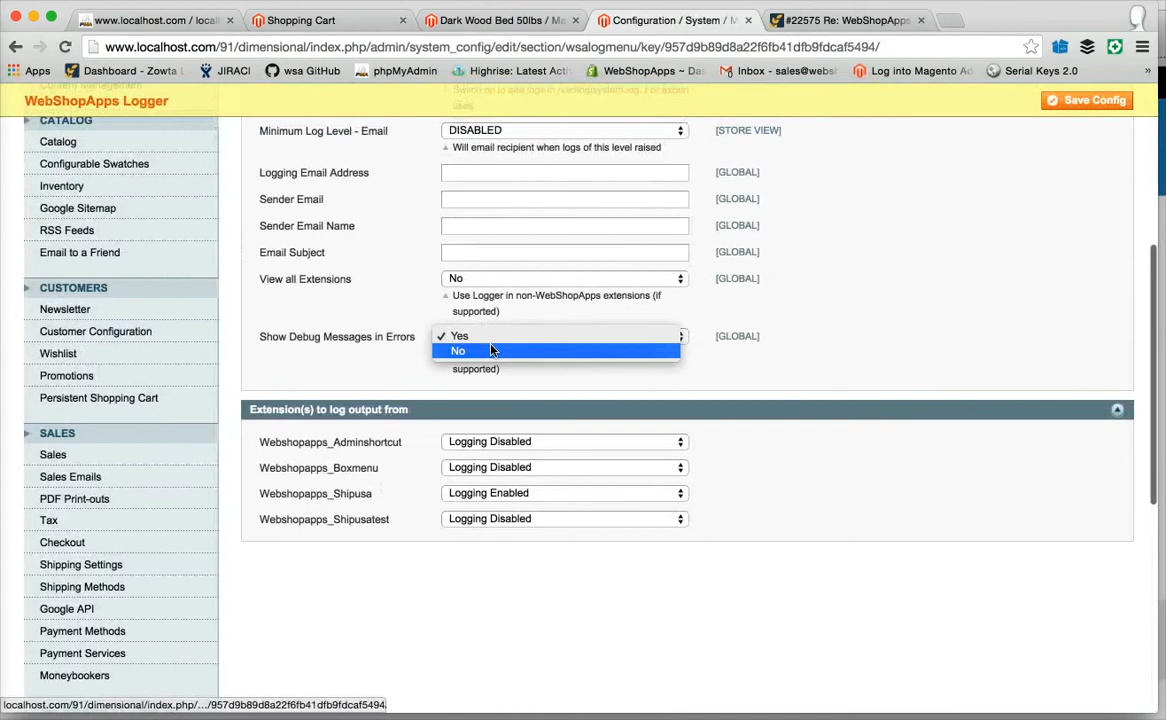 www.localhost.com / local
Shopping Cart
Dark Wood Bed 50lbs / Ma
Configuration / System / M
#22575 Re: WebShopApps
www.localhost.com/91/dimensional/index.php/admin/system_config/edit/section/wsalogmenu/key/957d9b89d8a22f6fb41dfb9fdcaf5494/
Apps
Dashboard - Zowta
JIRACI
wsa GitHub
phpMyAdmin
Highrise: Latest Acti
WebShopApps ~ Das
Inbox - sales@websh
Log into Magento Ad
Serial Keys 2.0
»
WebShopApps Logger
Save Config
Content Management
Switch on to see logs in /var/log/system.log. For expert
uses
CATALOG
Catalog
Configurable Swatches
Inventory
Google Sitemap
RSS Feeds
Email to a Friend
CUSTOMERS
Newsletter
Customer Configuration
Wishlist
Promotions
Persistent Shopping Cart
SALES
Sales
Sales Emails
PDF Print-outs
Tax
Checkout
Shipping Settings
Shipping Methods
Google API
Payment Methods
Payment Services
Moneybookers
Minimum Log Level - Email
DISABLED
[STORE VIEW]
Will email recipient when logs of this level raised
Logging Email Address
[GLOBAL]
Sender Email
[GLOBAL]
Sender Email Name
[GLOBAL]
Email Subject
[GLOBAL]
View all Extensions
No
[GLOBAL]
Use Logger in non-WebShopApps extensions (if
supported)
Show Debug Messages in Errors
✓ Yes
No
[GLOBAL]
supported)
Extension(s) to log output from
Webshopapps_Adminshortcut
Logging Disabled
Webshopapps_Boxmenu
Logging Disabled
Webshopapps_Shipusa
Logging Enabled
Webshopapps_Shipusatest
Logging Disabled
localhost.com/91/dimensional/index.php/.../957d9b89d8a22f6fb41dfb9fdcaf5494/